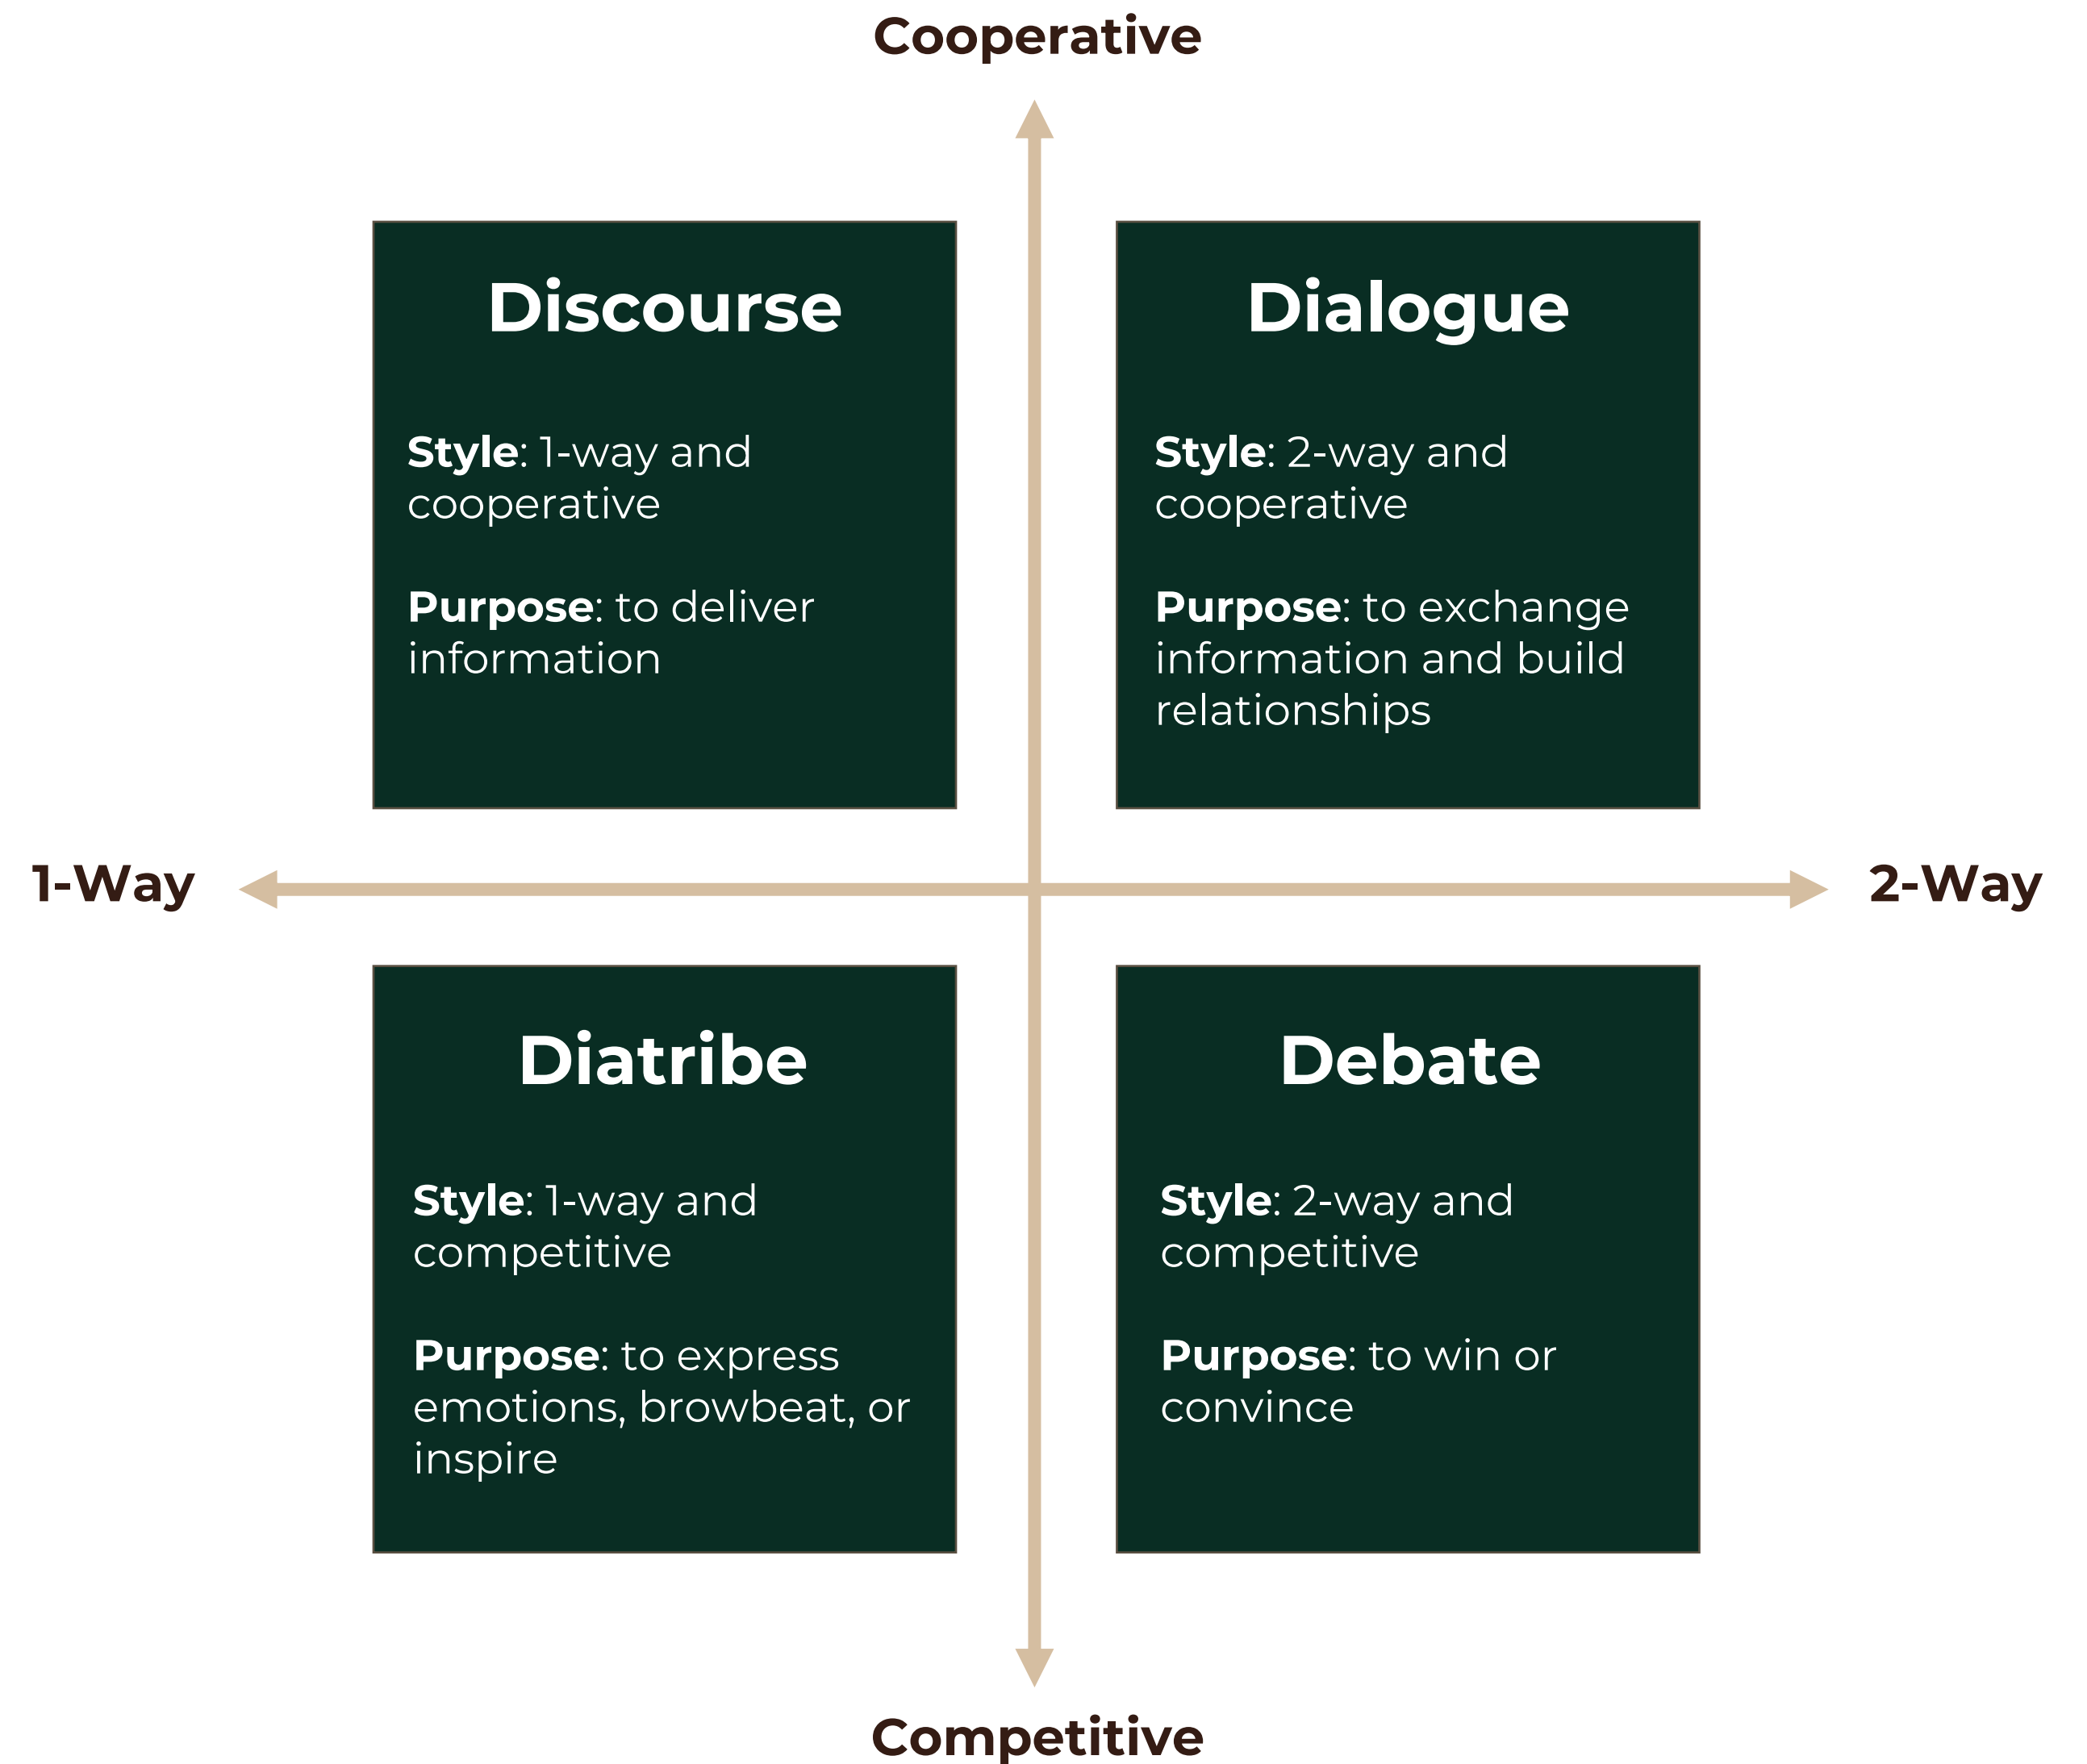 Cooperative
Discourse
Style: 1-way and
cooperative
Purpose: to deliver
information
Dialogue
Style: 2-way and
cooperative
Purpose: to exchange
information and build
relationships
1-Way
2-Way
Diatribe
Style: 1-way and
competitive
Purpose: to express
emotions, browbeat, or
inspire
Debate
Style: 2-way and
competitive
Purpose: to win or
convince
Competitive